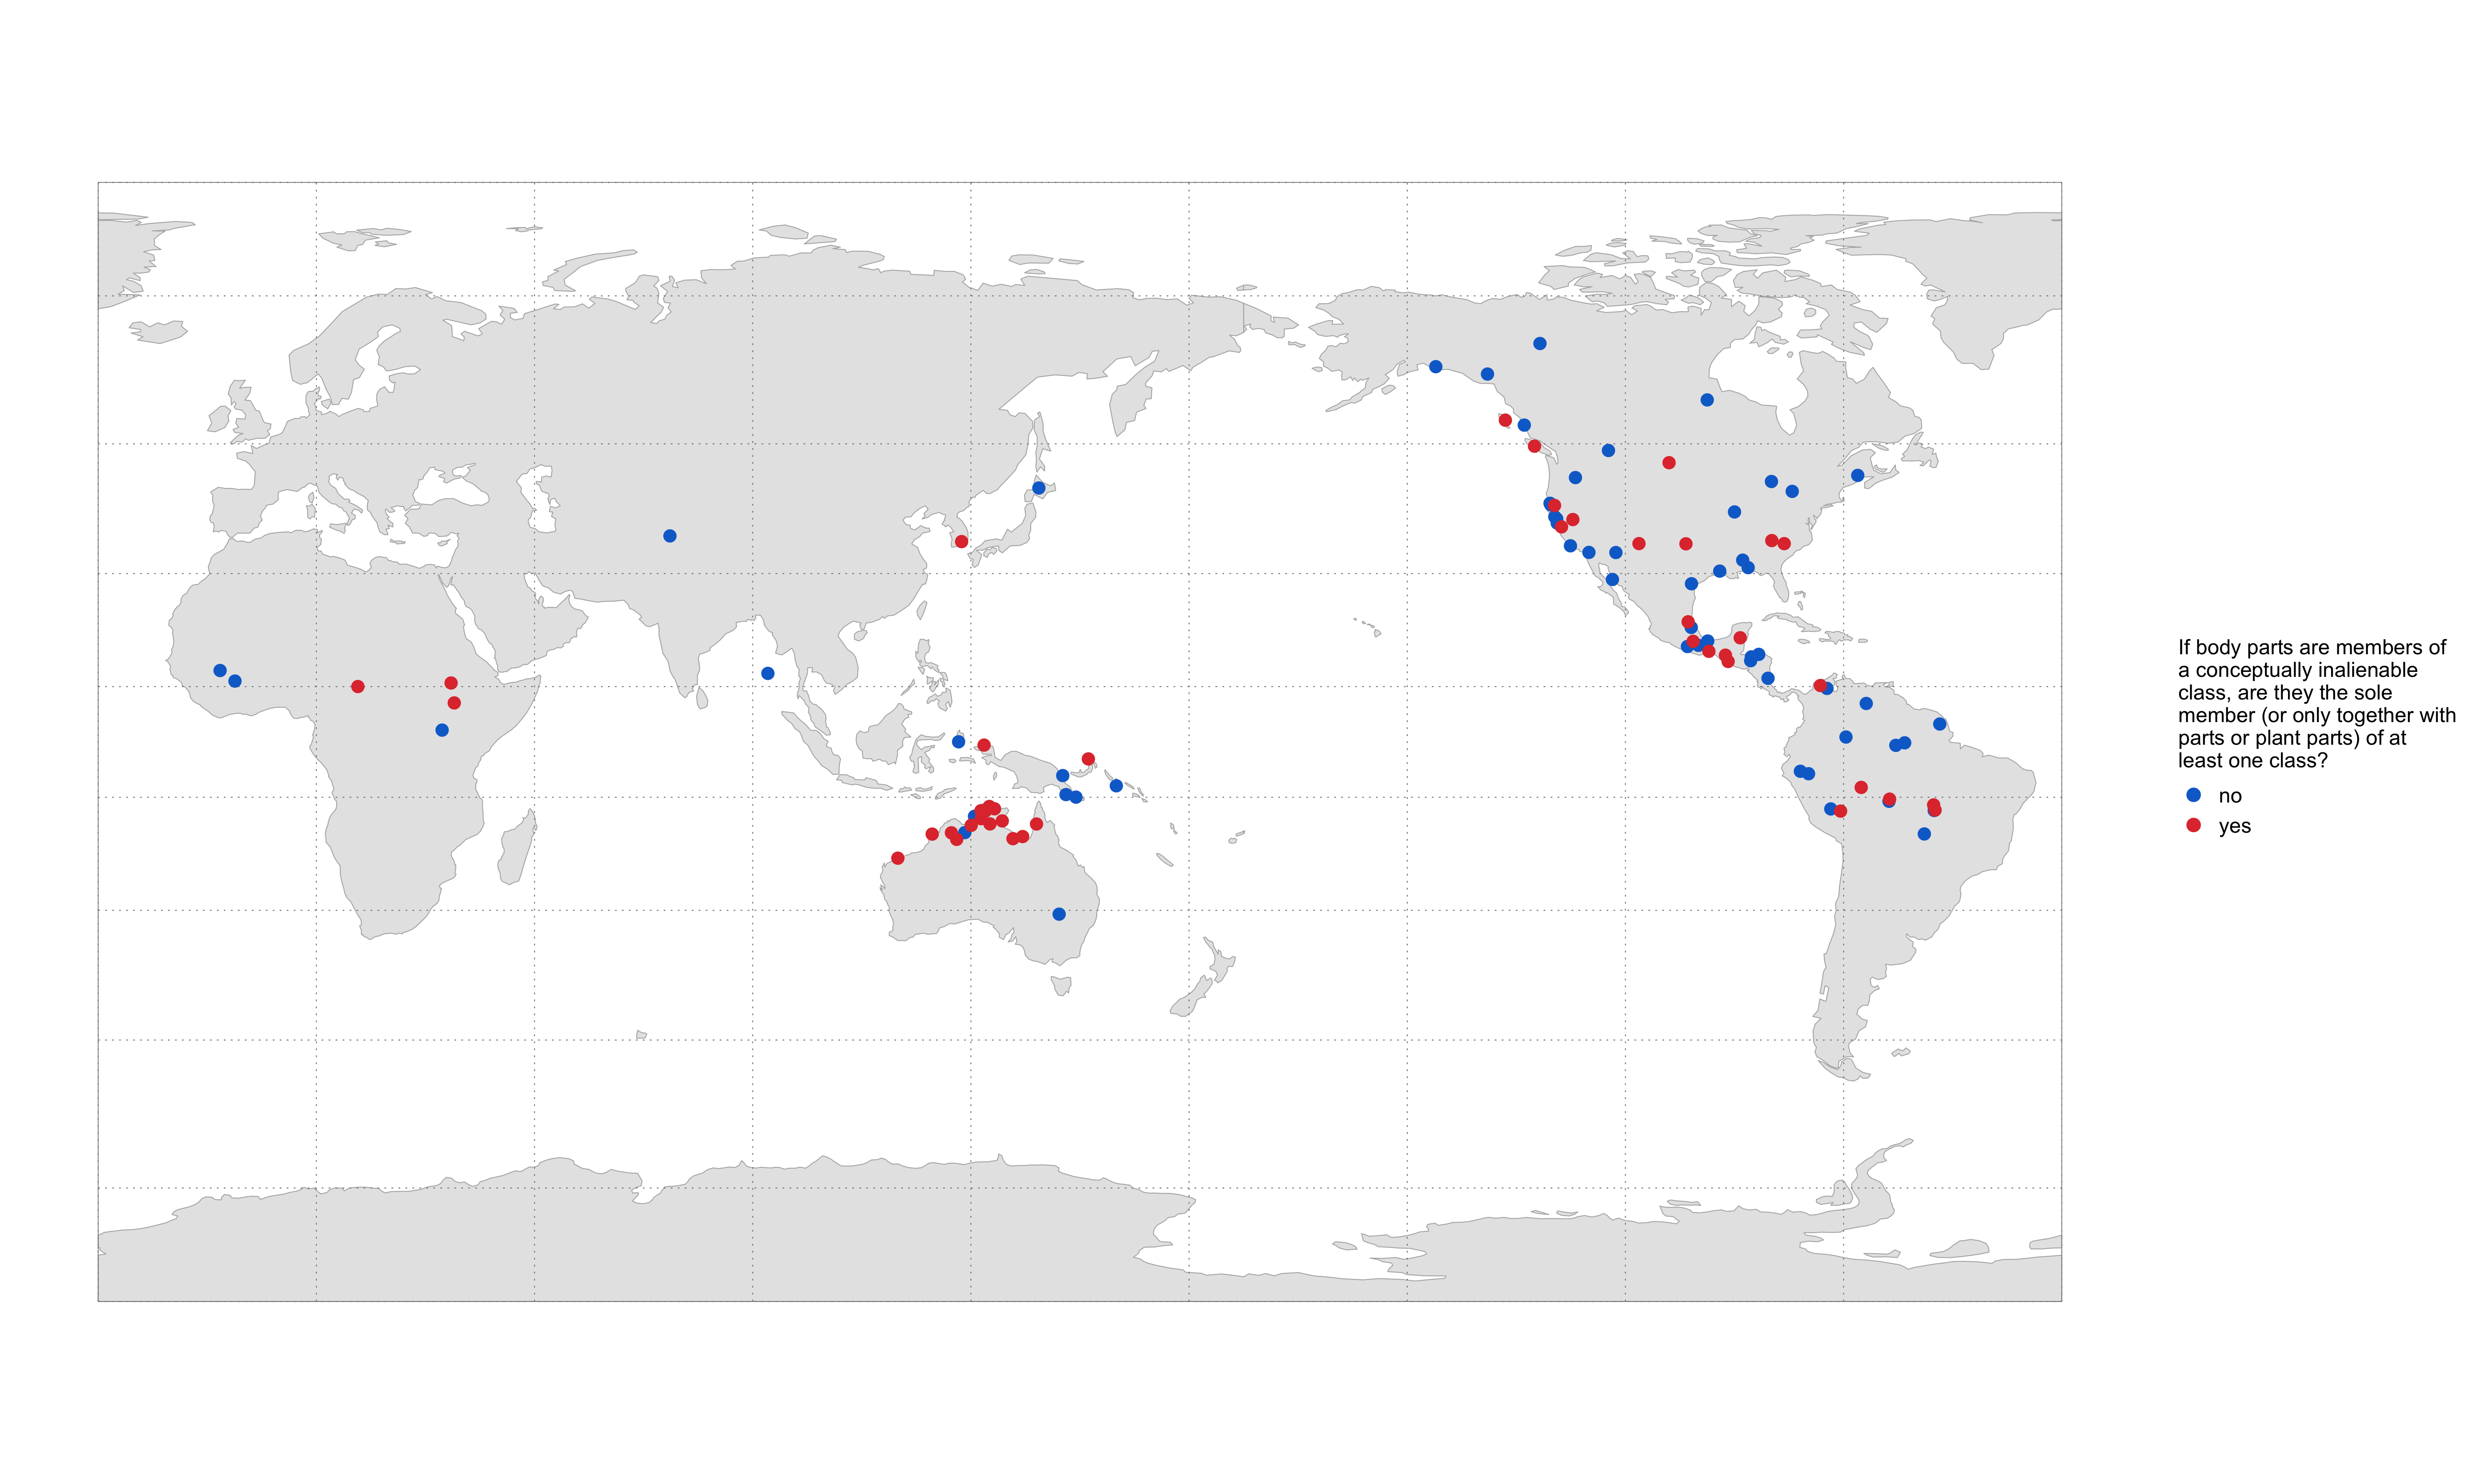 If body parts are members of
a conceptually inalienable
class, are they the sole
member (or only together with
parts or plant parts) of at
least one class?
no
yes